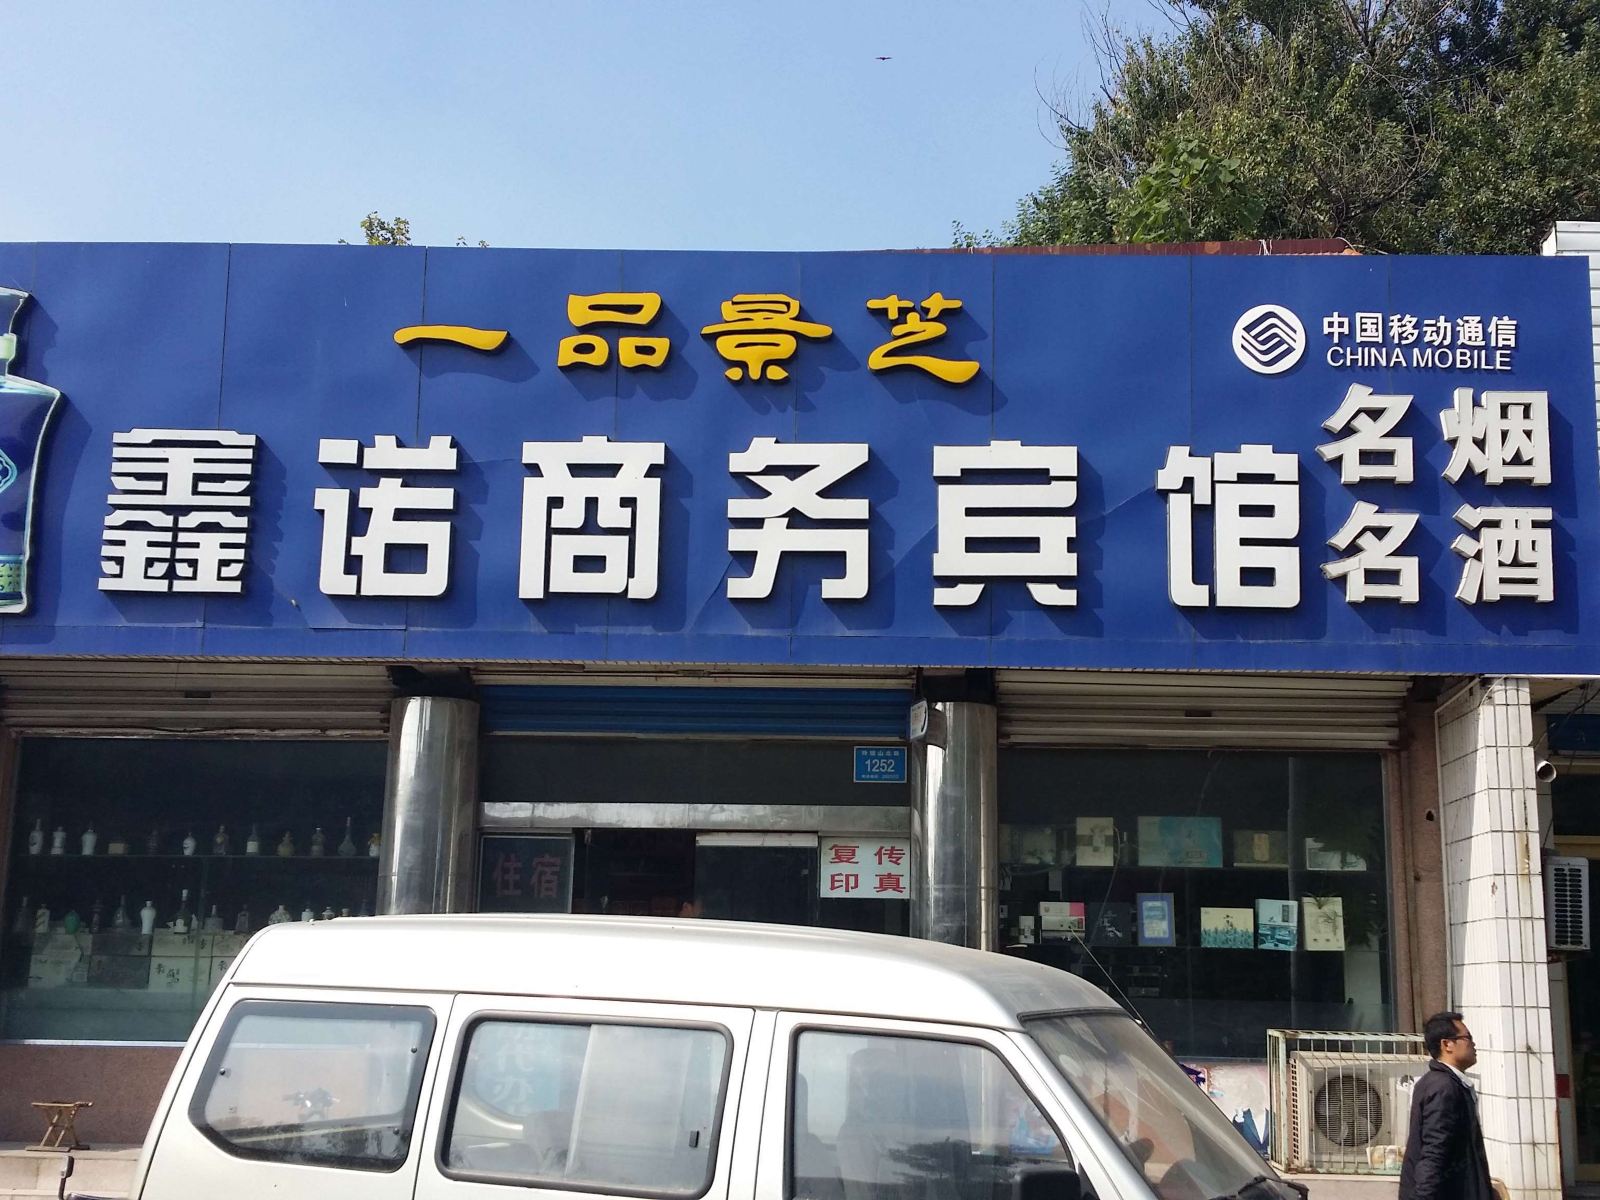 一品景芝
中国移动通信
CHINA MOBILE
鑫诺商务宾馆
名烟
名酒
1252
住宿
复传
印真